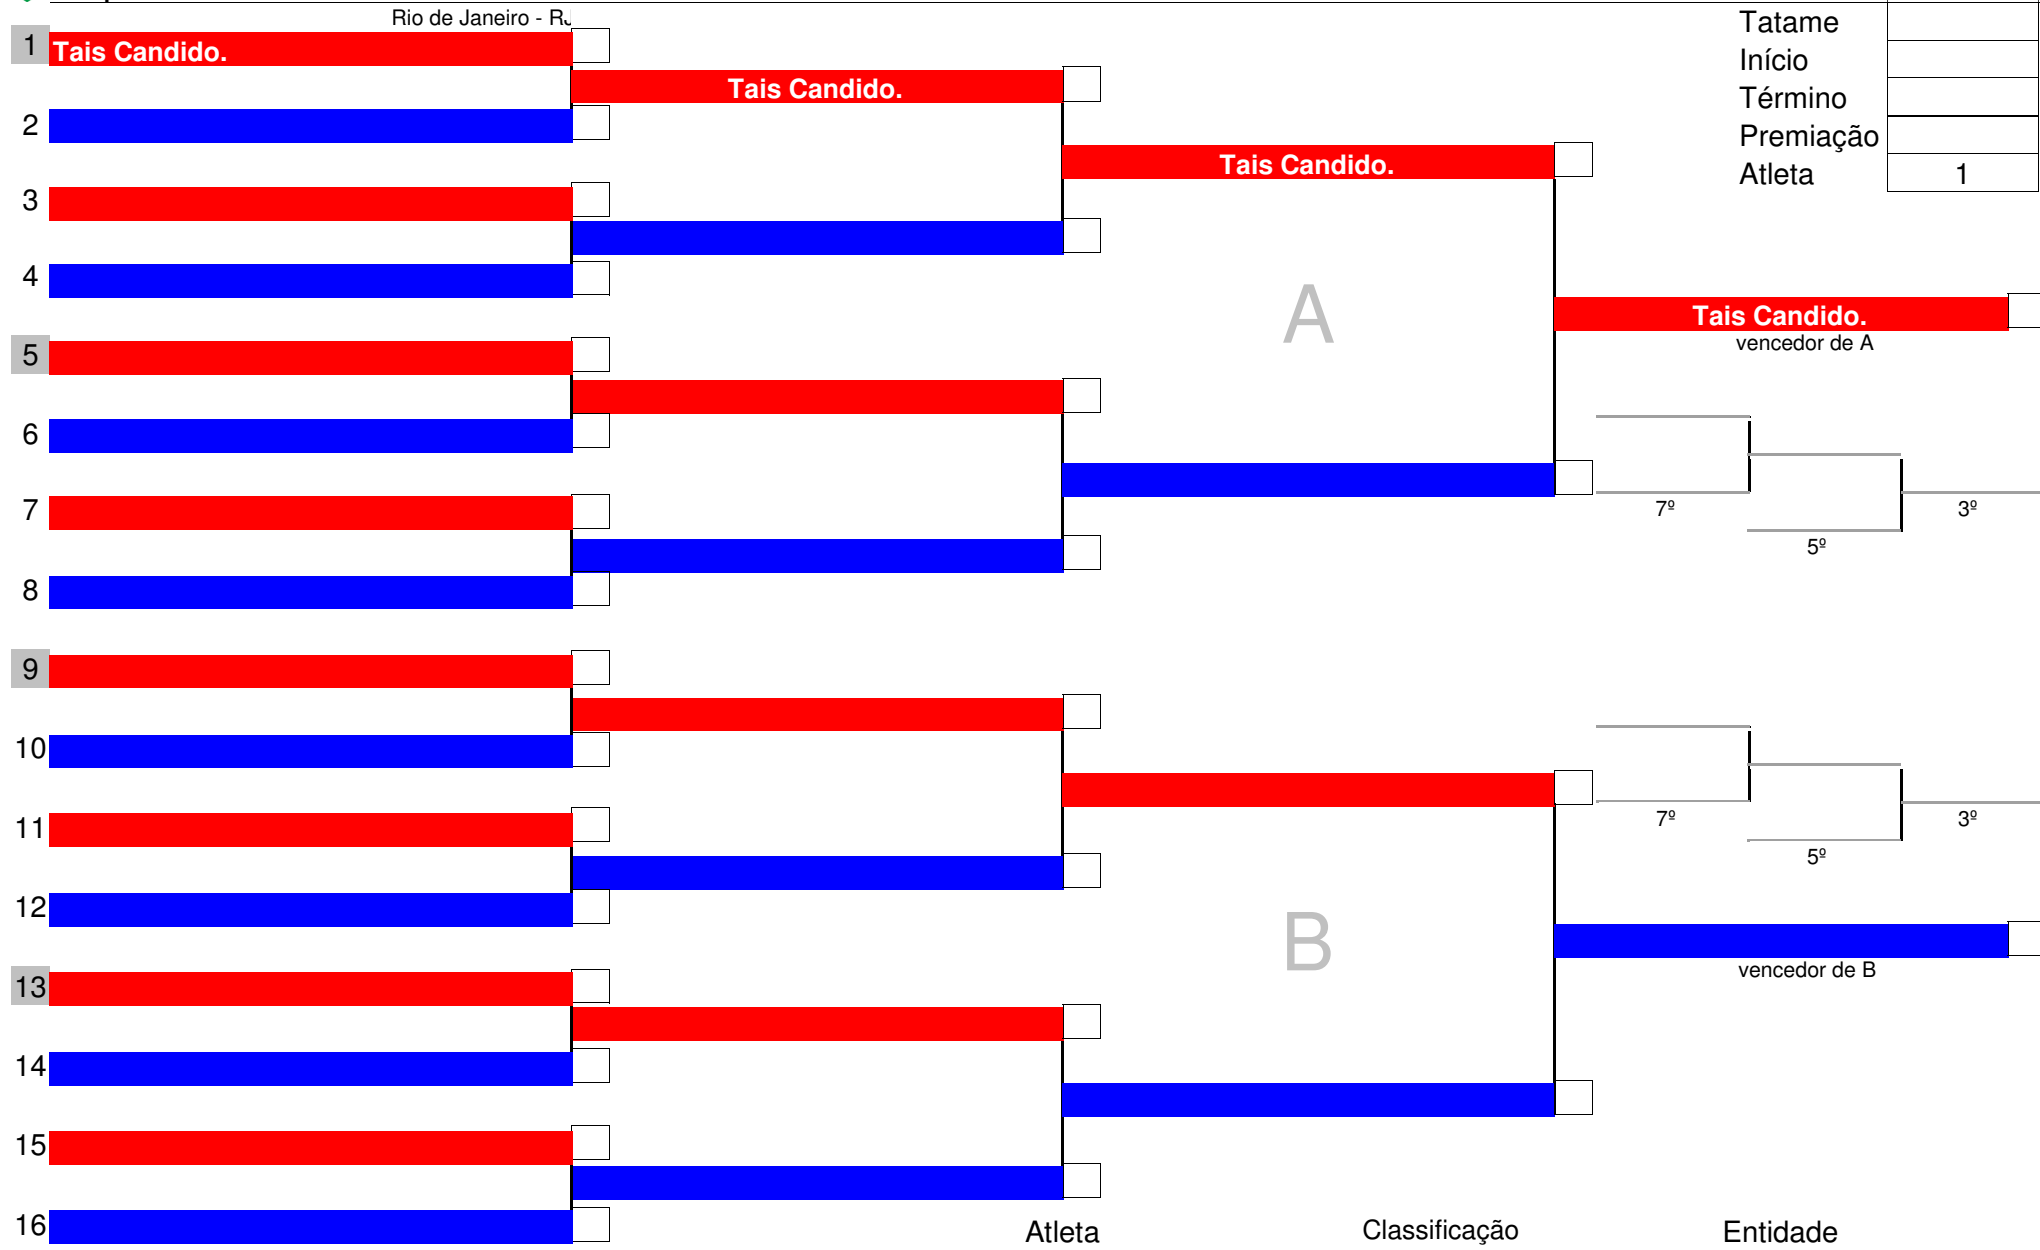 Rio de Janeiro - RJ
Tatame
1 Tais Candido.
Início
Tais Candido.
Término
2
Premiação
Tais Candido.
Atleta 1
3
4
A
Tais Candido.
vencedor de A
5
6
7
7º 3º
5º
8
9
10
11
7º 3º
5º
12
B
vencedor de B
13
14
15
16
Atleta Classificação Entidade